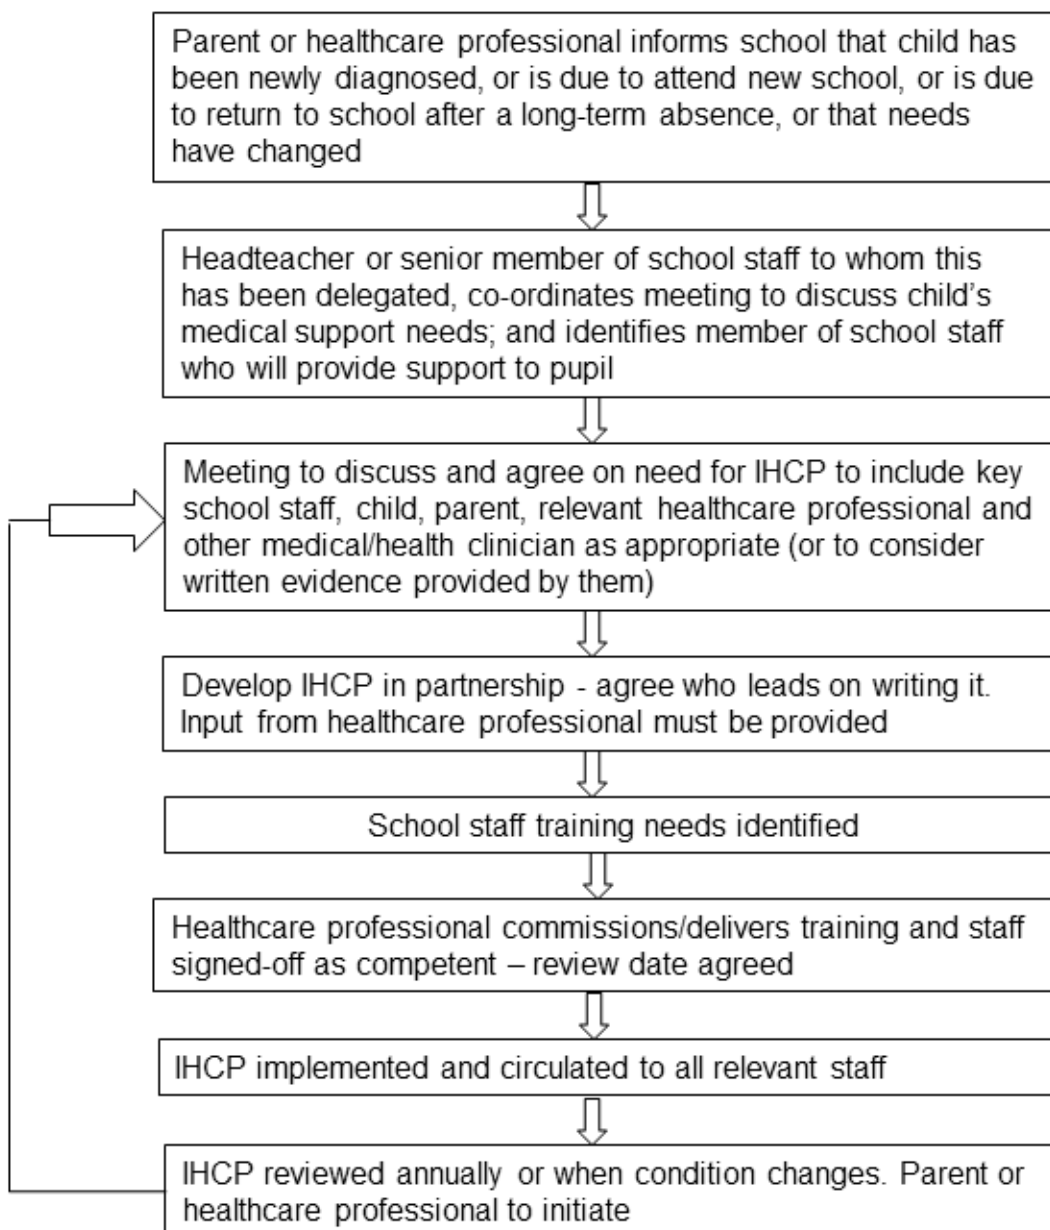 Parent or healthcare professional informs school that child has
been newly diagnosed, or is due to attend new school, or is due
to return to school after a long-term absence, or that needs
have changed
Headteacher or senior member of school staff to whom this
has been delegated, co-ordinates meeting to discuss child’s
medical support needs; and identifies member of school staff
who will provide support to pupil
Meeting to discuss and agree on need for IHCP to include key
school staff, child, parent, relevant healthcare professional and
other medical/health clinician as appropriate (or to consider
written evidence provided by them)
Develop IHCP in partnership - agree who leads on writing it.
Input from healthcare professional must be provided
School staff training needs identified
Healthcare professional commissions/delivers training and staff
signed-off as competent – review date agreed
IHCP implemented and circulated to all relevant staff
IHCP reviewed annually or when condition changes. Parent or
healthcare professional to initiate